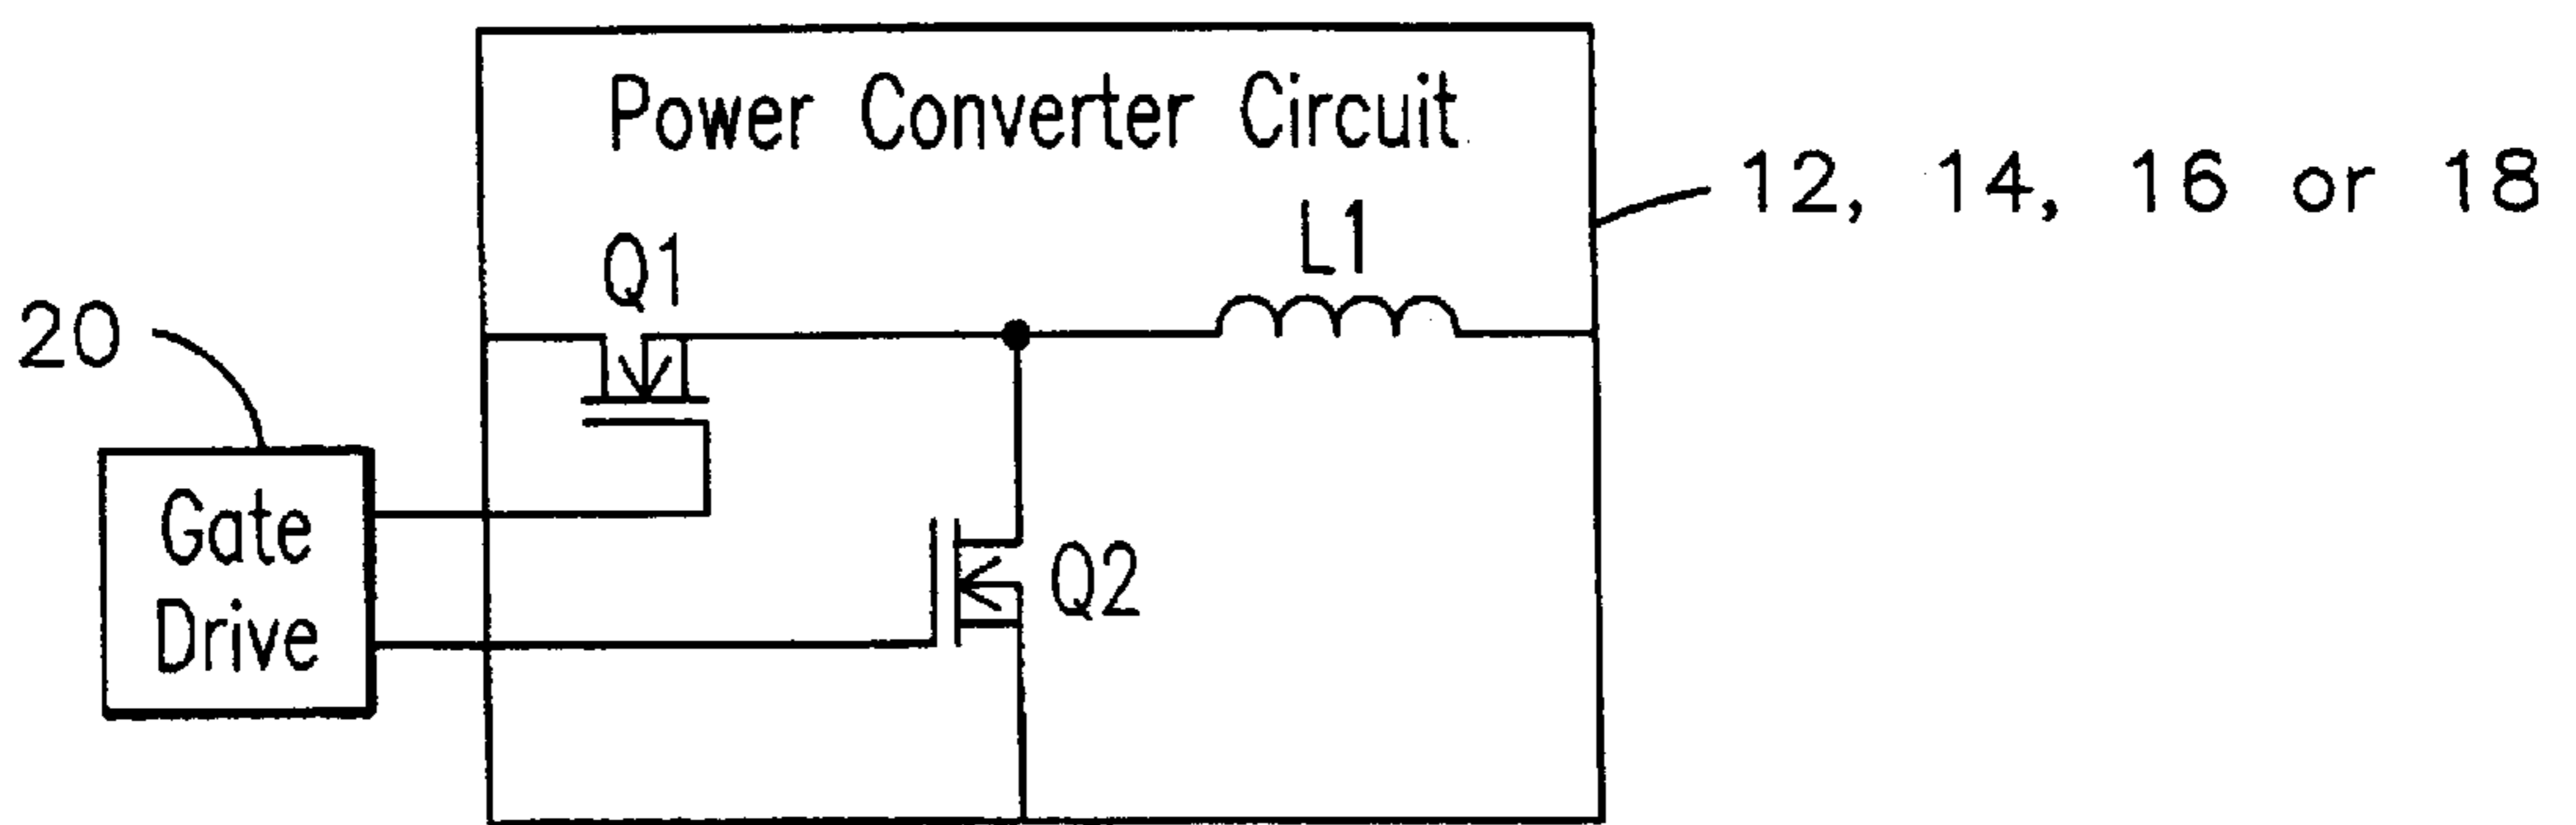 Power Converter Circuit
12, 14, 16 or 18
L1
Q1
20
Gate
Drive
Q2